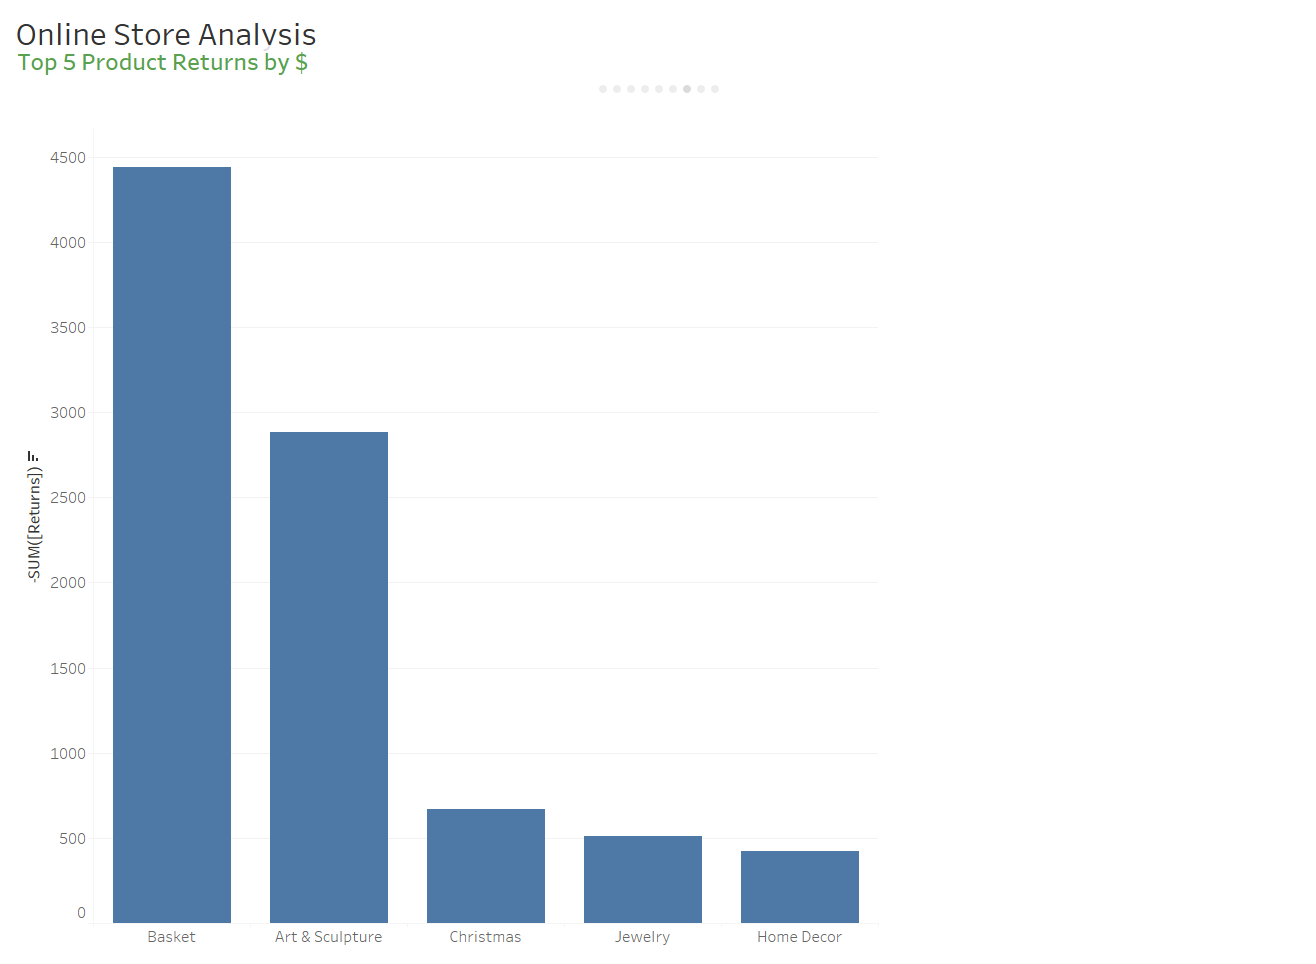 Online Store Analysis
Top 5 Product Returns by $
4500
4000
3500
3000
2500
2000
1500
1000
500
0
-SUM([Returns])
Basket
Art & Sculpture
Christmas
Jewelry
Home Decor